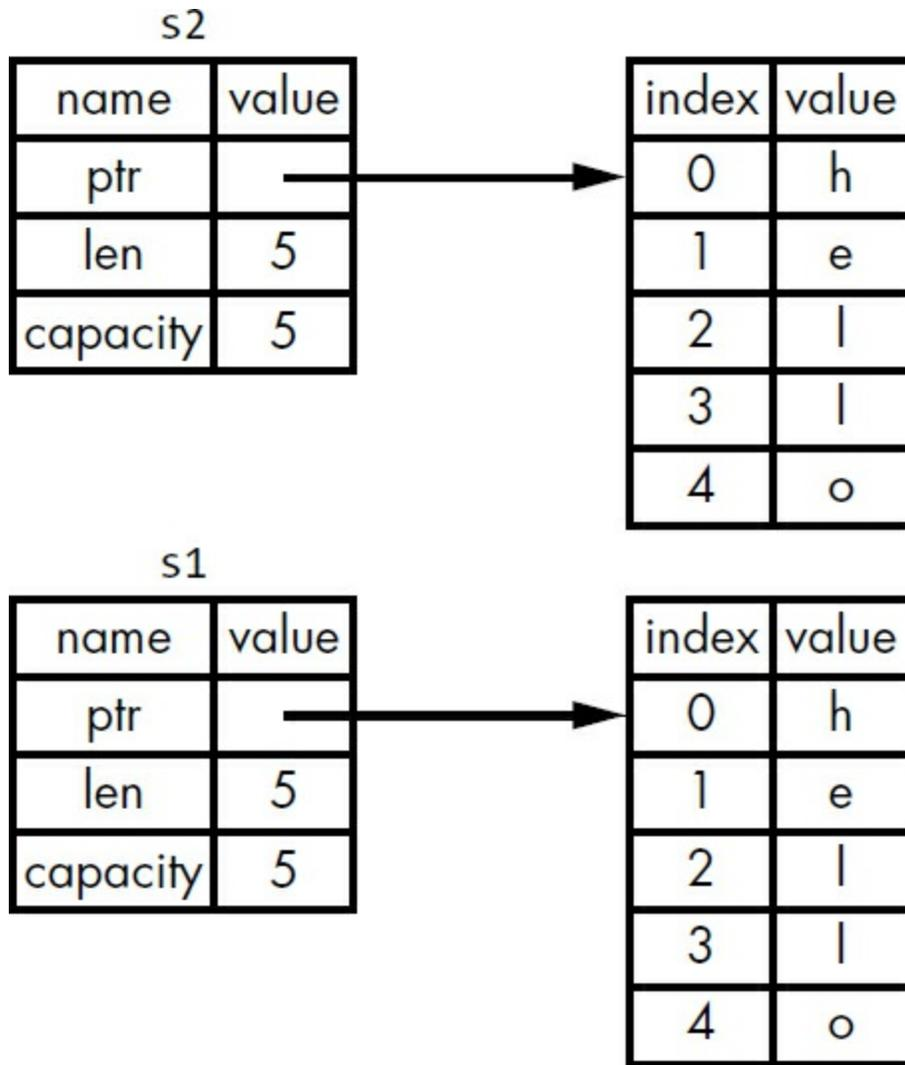 s2
name value index value
ptr 0 h
len 5 1 e
capacity 5 2 l
3 l
4 o
s1
name value index value
ptr 0 h
len 5 1 e
capacity 5 2 l
3 l
4 o